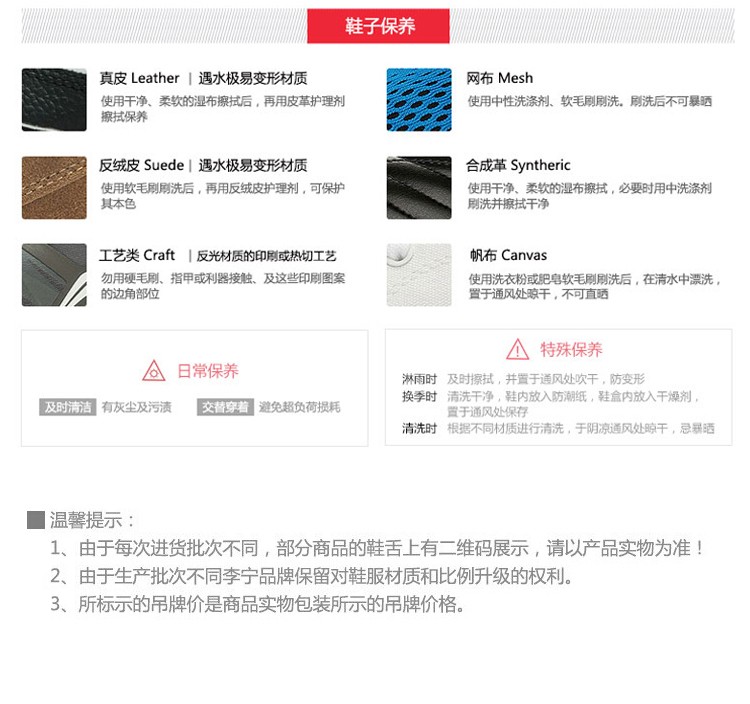 鞋子保养
真皮 Leather | 遇水极易变形材质
使用干净、柔软的湿布擦拭后，再用皮革护理剂
擦拭保养
网布 Mesh
使用中性洗涤剂、软毛刷刷洗。刷洗后不可暴晒
反绒皮 Suede | 遇水极易变形材质
使用软毛刷刷洗后，再用反绒皮护理剂，可保护
其本色
合成革 Syntheric
使用干净、柔软的湿布擦拭，必要时用中洗涤剂
刷洗并擦拭干净
工艺类 Craft | 反光材质的印刷或热切工艺
勿用硬毛刷、指甲或利器接触、及这些印刷图案
的边角部位
帆布 Canvas
使用洗衣粉或肥皂软毛刷刷洗后，在清水中漂洗，
置于通风处晾干，不可直晒
日常保养
及时清洁 有灰尘及污渍 交替穿着 避免超负荷损耗
特殊保养
淋雨时 及时擦拭，并置于通风处吹干，防变形
换季时 清洗干净，鞋内放入防潮纸，鞋盒内放入干燥剂，
置于通风处保存
清洗时 根据不同材质进行清洗，于阴凉通风处晾干，忌暴晒
温馨提示：
1、由于每次进货批次不同，部分商品的鞋舌上有二维码展示，请以产品实物为准！
2、由于生产批次不同李宁品牌保留对鞋服材质和比例升级的权利。
3、所标示的吊牌价是商品实物包装所示的吊牌价格。